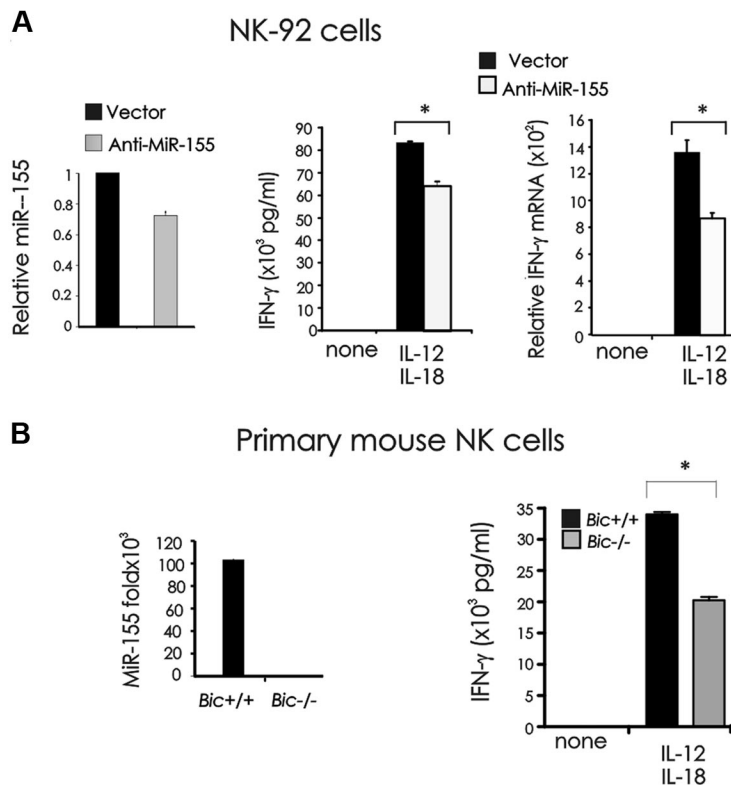 A
NK-92 cells
Vector
Anti-MiR-155
Relative miR--155
1
0.8
0.6
0.4
0.2
0
IFN-γ (x10³ pg/ml)
90
80
70
60
50
40
30
20
10
0
*
none
IL-12
IL-18
Vector
Anti-MiR-155
Relative IFN-γ mRNA (x10²)
16
14
12
10
8
6
4
2
0
*
none
IL-12
IL-18
B
Primary mouse NK cells
MiR-155 foldx10³
120
100
80
60
40
20
0
Bic+/+
Bic-/-
*
Bic+/+
Bic-/-
IFN-γ (x10³ pg/ml)
35
30
25
20
15
10
5
0
none
IL-12
IL-18